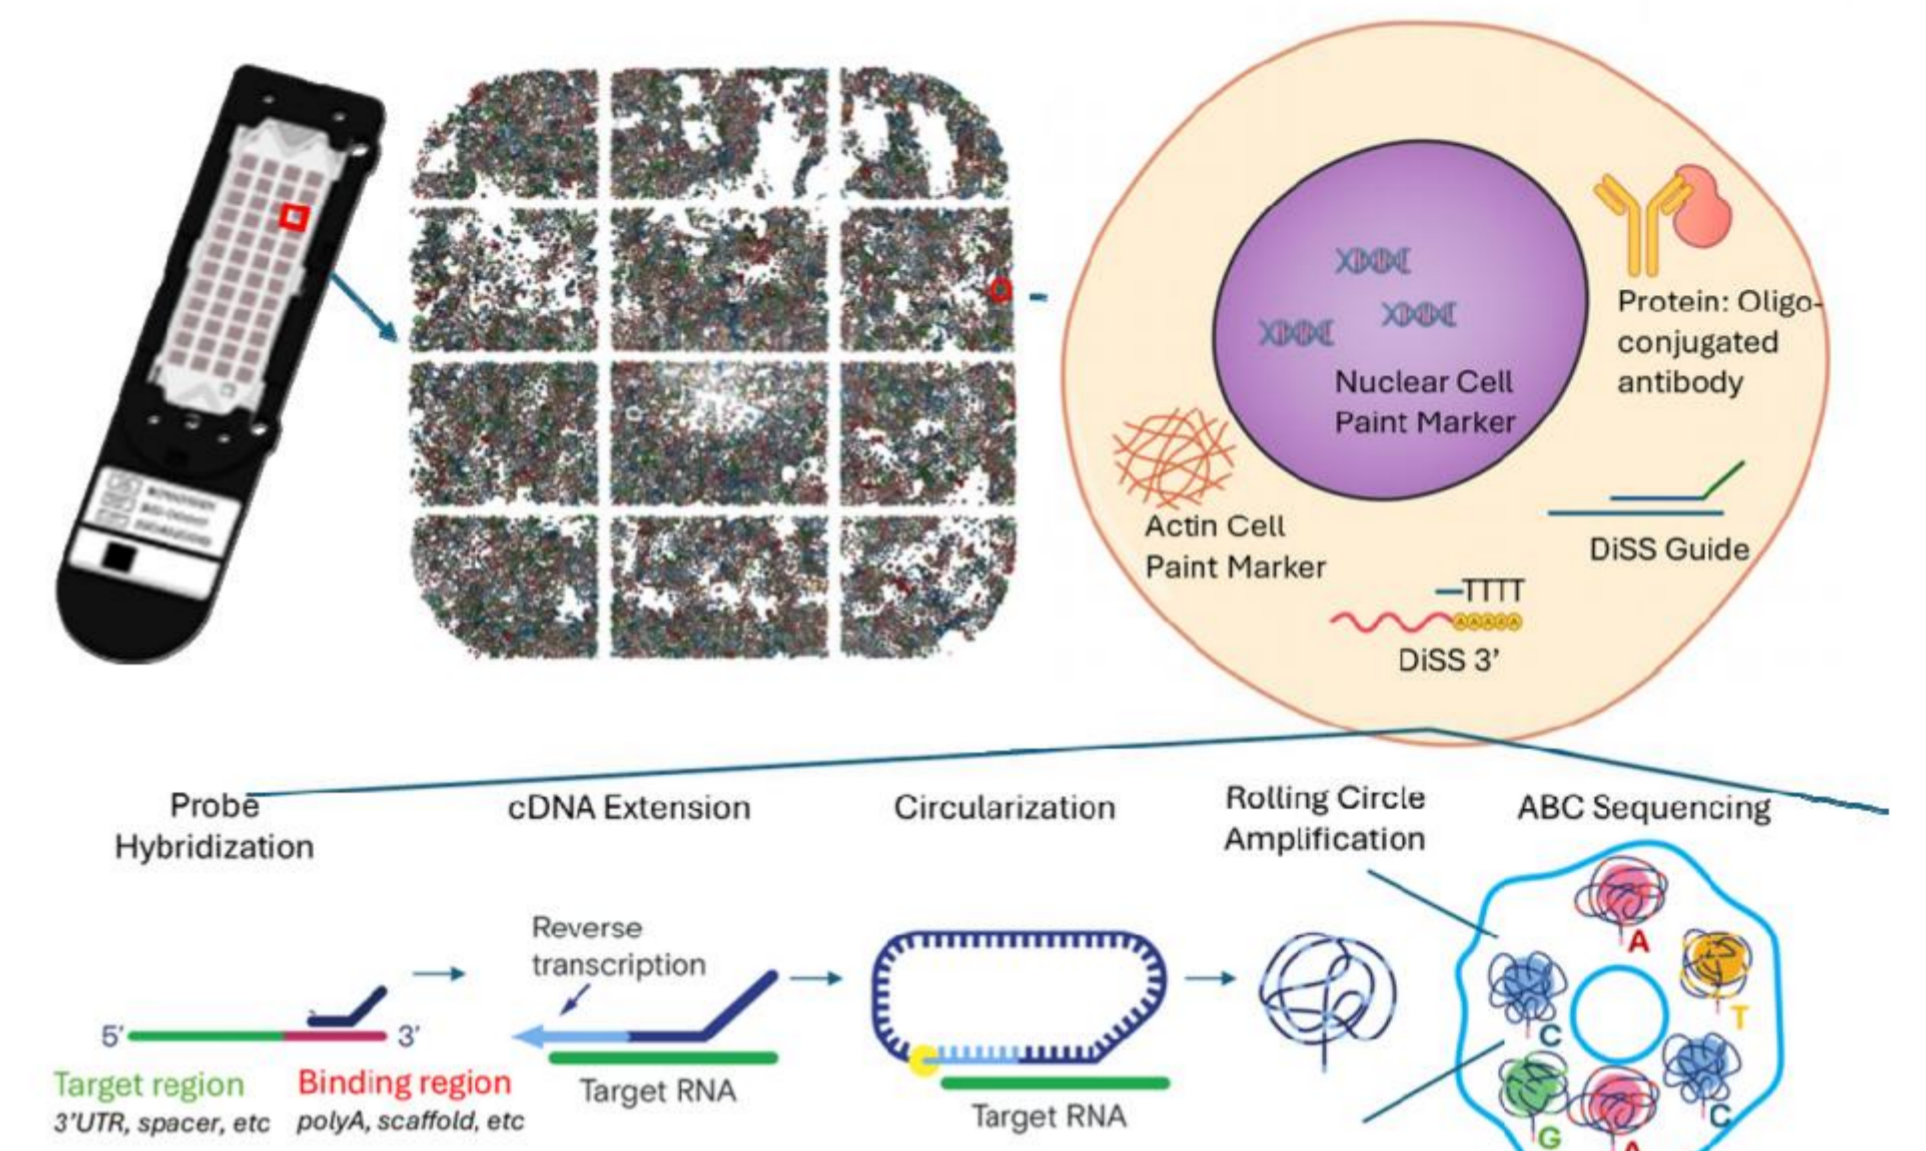 Nuclear Cell
Paint Marker
Protein: Oligo-
conjugated
antibody
Actin Cell
Paint Marker
DiSS Guide
TTTT
AAAAA
DiSS 3’
Probe
Hybridization
cDNA Extension
Circularization
Rolling Circle
Amplification
ABC Sequencing
Reverse
transcription
5’
3’
Target region
3’UTR, spacer, etc
Binding region
polyA, scaffold, etc
Target RNA
Target RNA
A
T
C
C
G
A